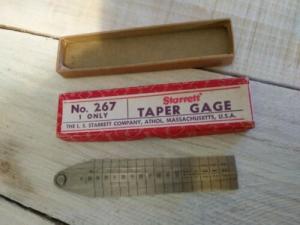 No. 267
1 ONLY
Starrett
TAPER GAGE
THE L. S. STARRETT COMPANY, ATHOL, MASSACHUSETTS, U.S.A.